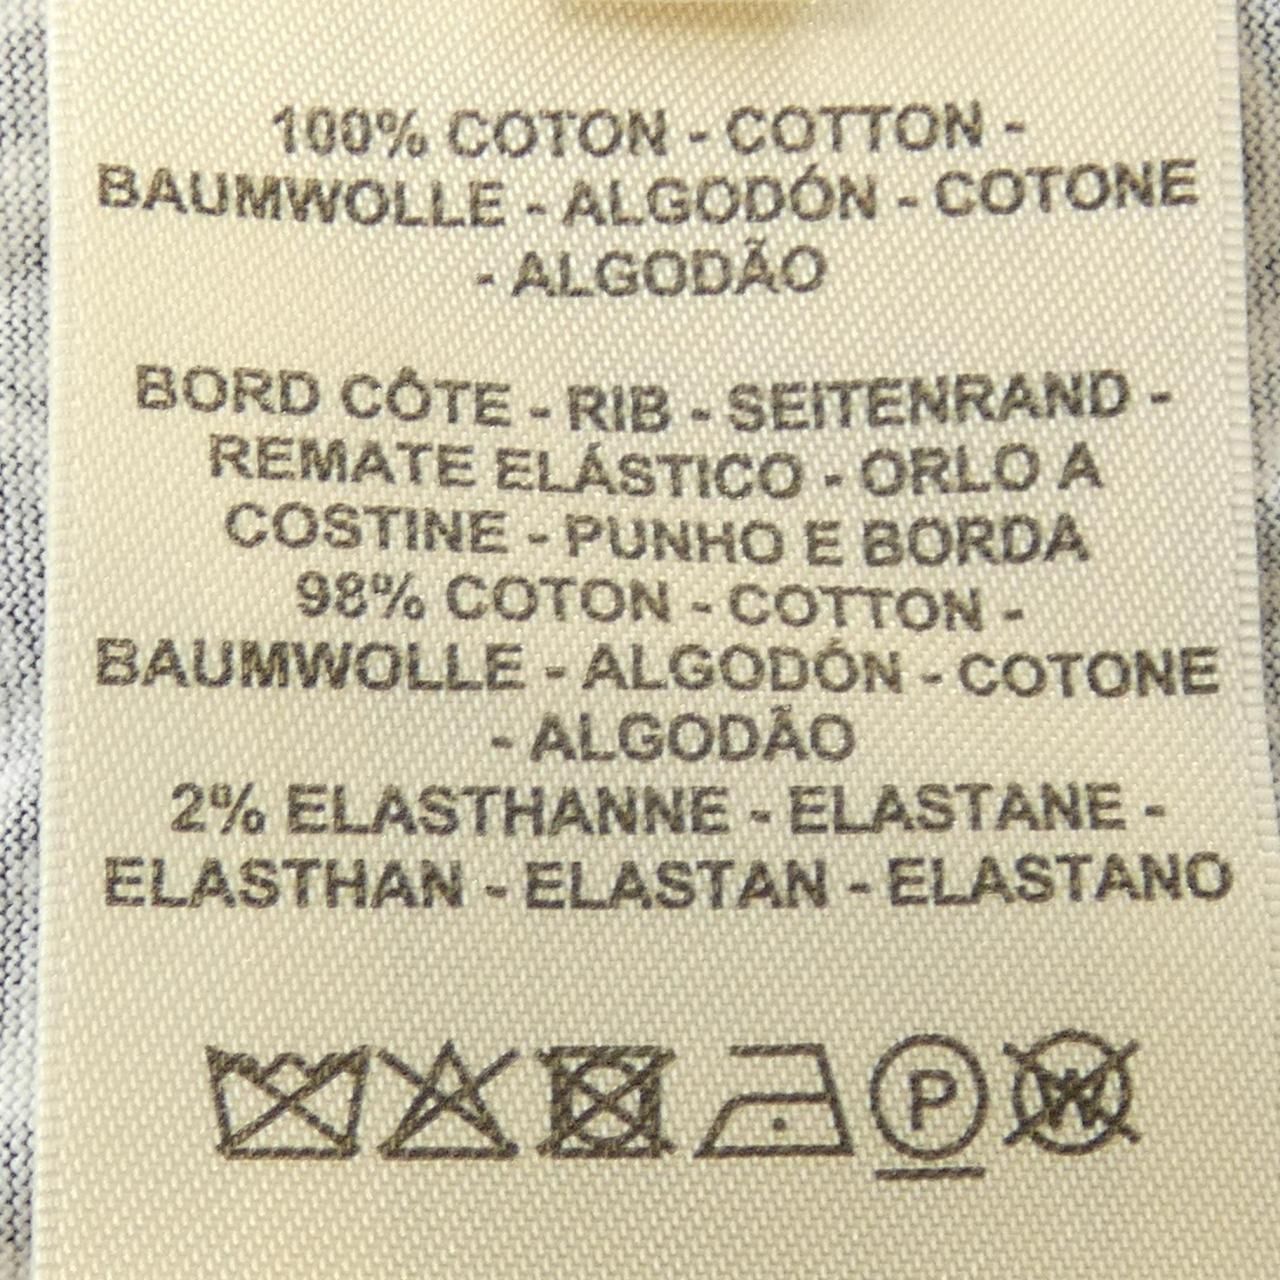 100% COTON - COTTON -
BAUMWOLLE - ALGODÓN - COTONE
- ALGODÃO
BORD CÔTE - RIB - SEITENRAND -
REMATE ELÁSTICO - ORLO A
COSTINE - PUNHO E BORDA
98% COTON - COTTON -
BAUMWOLLE - ALGODÓN - COTONE
- ALGODÃO
2% ELASTHANNE - ELASTANE -
ELASTHAN - ELASTAN - ELASTANO
P W